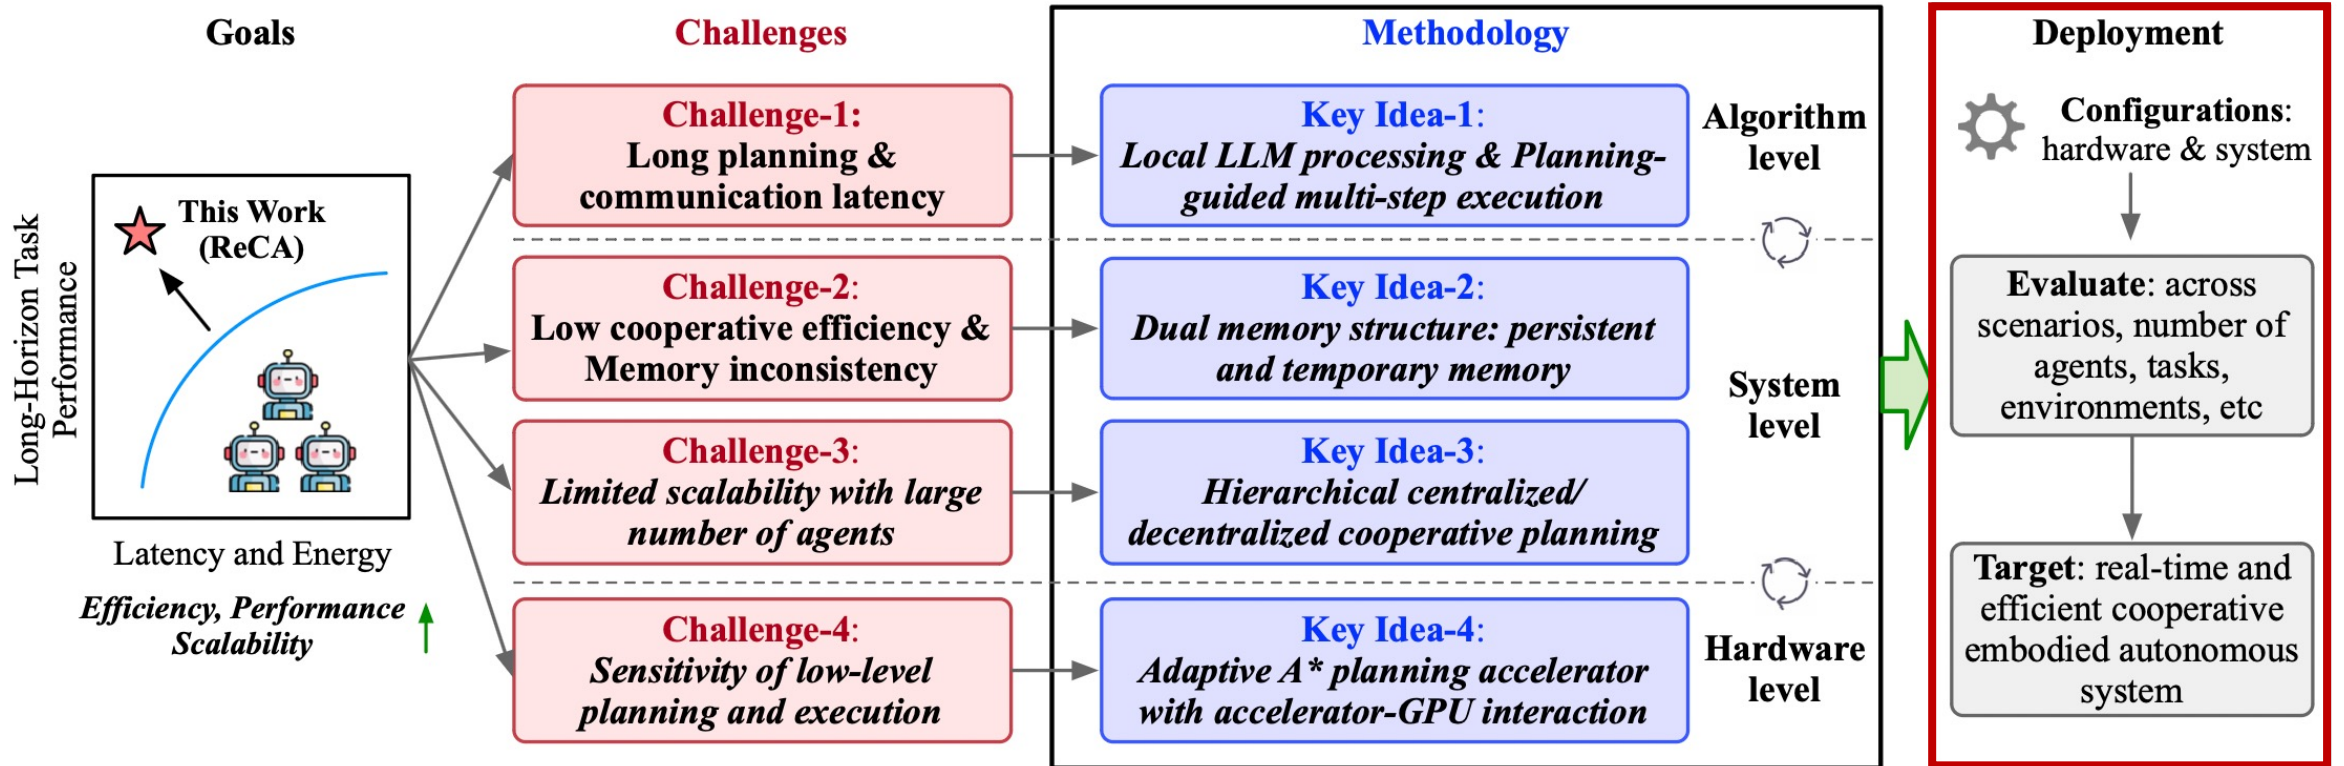 Goals
Long-Horizon Task
Performance
This Work
(ReCA)
Latency and Energy
Efficiency, Performance
Scalability
Challenges
Challenge-1:
Long planning &
communication latency
Challenge-2:
Low cooperative efficiency &
Memory inconsistency
Challenge-3:
Limited scalability with large
number of agents
Challenge-4:
Sensitivity of low-level
planning and execution
Methodology
Key Idea-1:
Local LLM processing & Planning-
guided multi-step execution
Algorithm
level
Key Idea-2:
Dual memory structure: persistent
and temporary memory
Key Idea-3:
Hierarchical centralized/
decentralized cooperative planning
System
level
Key Idea-4:
Adaptive A* planning accelerator
with accelerator-GPU interaction
Hardware
level
Deployment
Configurations:
hardware & system
Evaluate: across
scenarios, number of
agents, tasks,
environments, etc
Target: real-time and
efficient cooperative
embodied autonomous
system